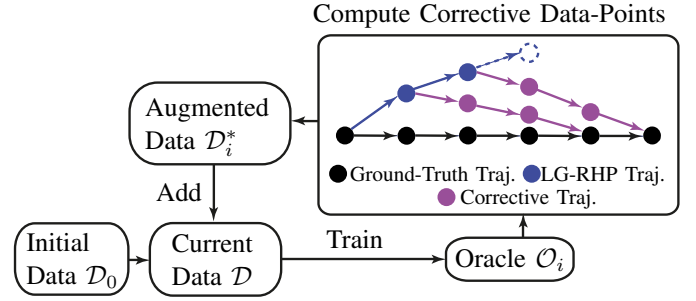 Compute Corrective Data-Points
Augmented
Data 𝒟ᵢ*
Ground-Truth Traj. LG-RHP Traj.
Corrective Traj.
Add
Initial
Data 𝒟₀
Current
Data 𝒟
Train
Oracle 𝒪ᵢ